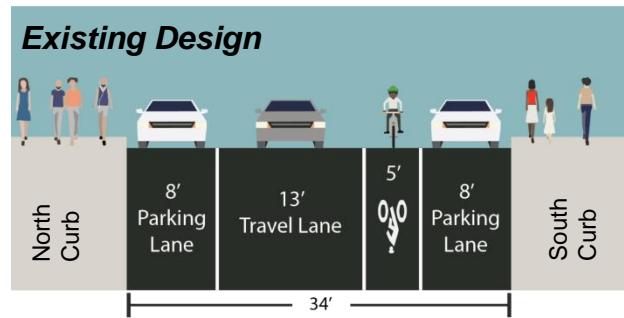 Existing Design
North
Curb
8’
Parking
Lane
13’
Travel Lane
5’
8’
Parking
Lane
South
Curb
34’